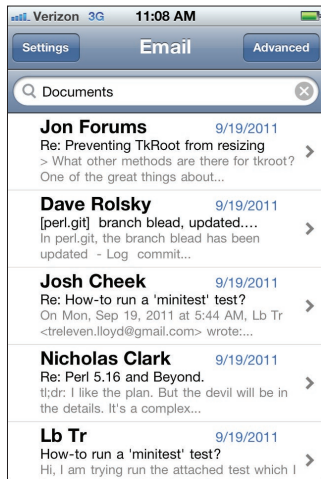 Verizon 3G 11:08 AM
Settings Email Advanced
Documents
Jon Forums 9/19/2011
Re: Preventing TkRoot from resizing
> What other methods are there for tkroot?
One of the great things about...
Dave Rolsky 9/19/2011
[perl.git] branch blead, updated....
In perl.git, the branch blead has been
updated - Log commit...
Josh Cheek 9/19/2011
Re: How-to run a 'minitest' test?
On Mon, Sep 19, 2011 at 5:44 AM, Lb Tr
<treleven.lloyd@gmail.com> wrote:...
Nicholas Clark 9/19/2011
Re: Perl 5.16 and Beyond.
tl;dr: I like the plan. But the devil will be in
the details. It's a complex...
Lb Tr 9/19/2011
How-to run a 'minitest' test?
Hi, I am trying run the attached test which I